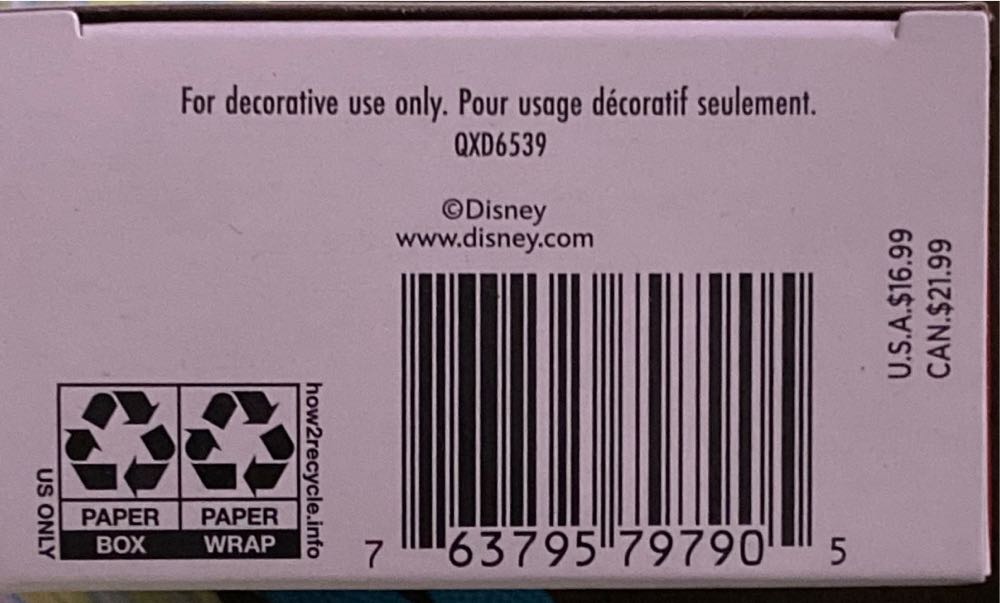 For decorative use only. Pour usage décoratif seulement.
QXD6539
©Disney
www.disney.com
U.S.A.$16.99
CAN.$21.99
US ONLY
PAPER
BOX
PAPER
WRAP
how2recycle.info
7 63795 79790 5